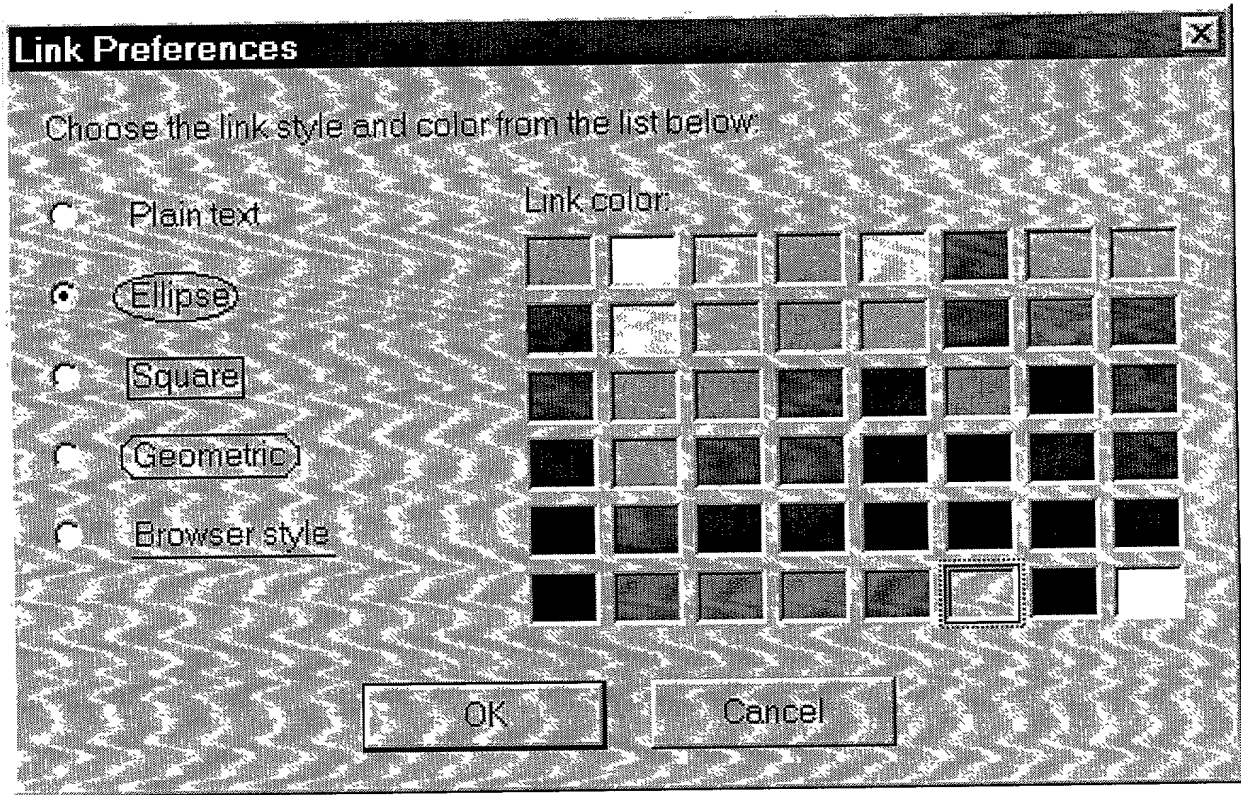 Link Preferences
Choose the link style and color from the list below:
Plain text
Link color:
Ellipse
Square
Geometric
Browser style
OK
Cancel